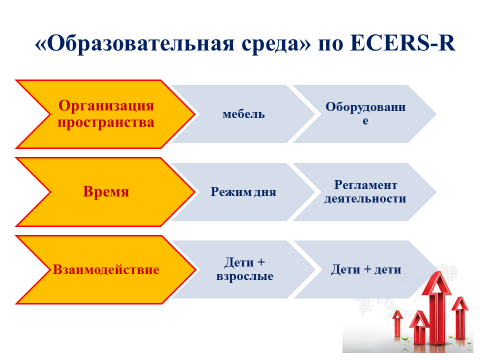 «Образовательная среда» по ECERS-R
Организация
пространства
мебель
Оборудовани
е
Время
Режим дня
Регламент
деятельности
Взаимодействие
Дети +
взрослые
Дети + дети